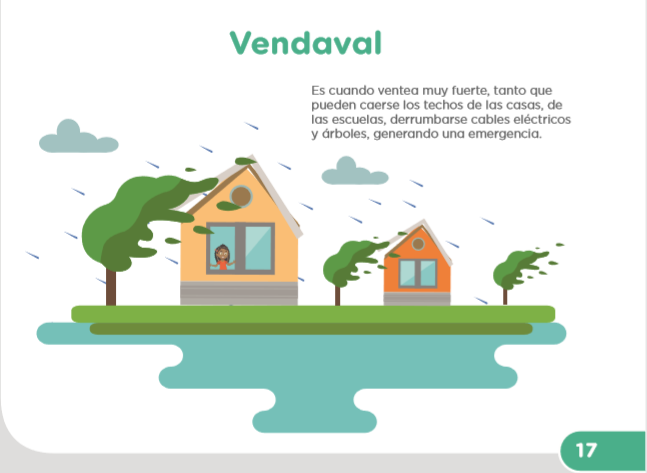 Vendaval
Es cuando ventea muy fuerte, tanto que
pueden caerse los techos de las casas, de
las escuelas, derrumbarse cables eléctricos
y árboles, generando una emergencia.
17